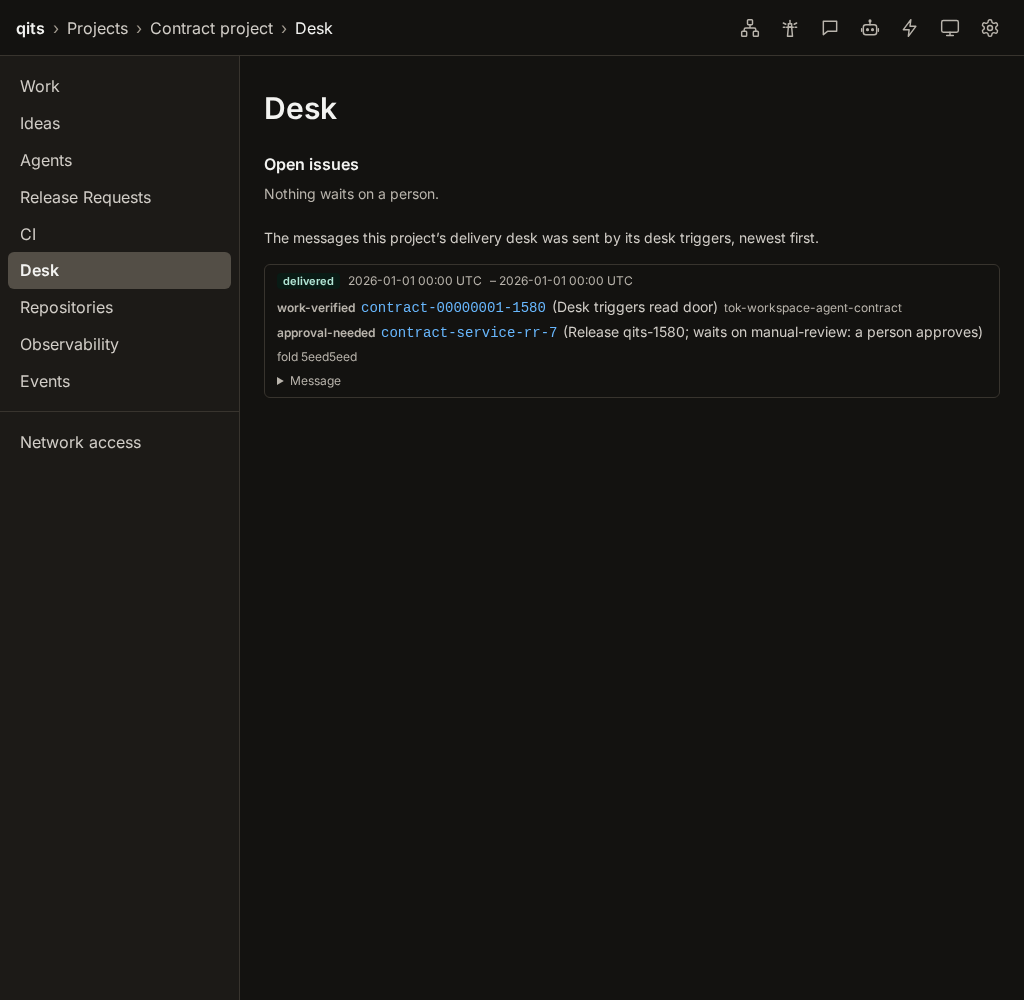 qits › Projects › Contract project › Desk
Work
Ideas
Agents
Release Requests
CI
Desk
Repositories
Observability
Events
Network access
Desk
Open issues
Nothing waits on a person.
The messages this project’s delivery desk was sent by its desk triggers, newest first.
delivered 2026-01-01 00:00 UTC – 2026-01-01 00:00 UTC
work-verified contract-00000001-1580 (Desk triggers read door) tok-workspace-agent-contract
approval-needed contract-service-rr-7 (Release qits-1580; waits on manual-review: a person approves)
fold 5eed5eed
Message